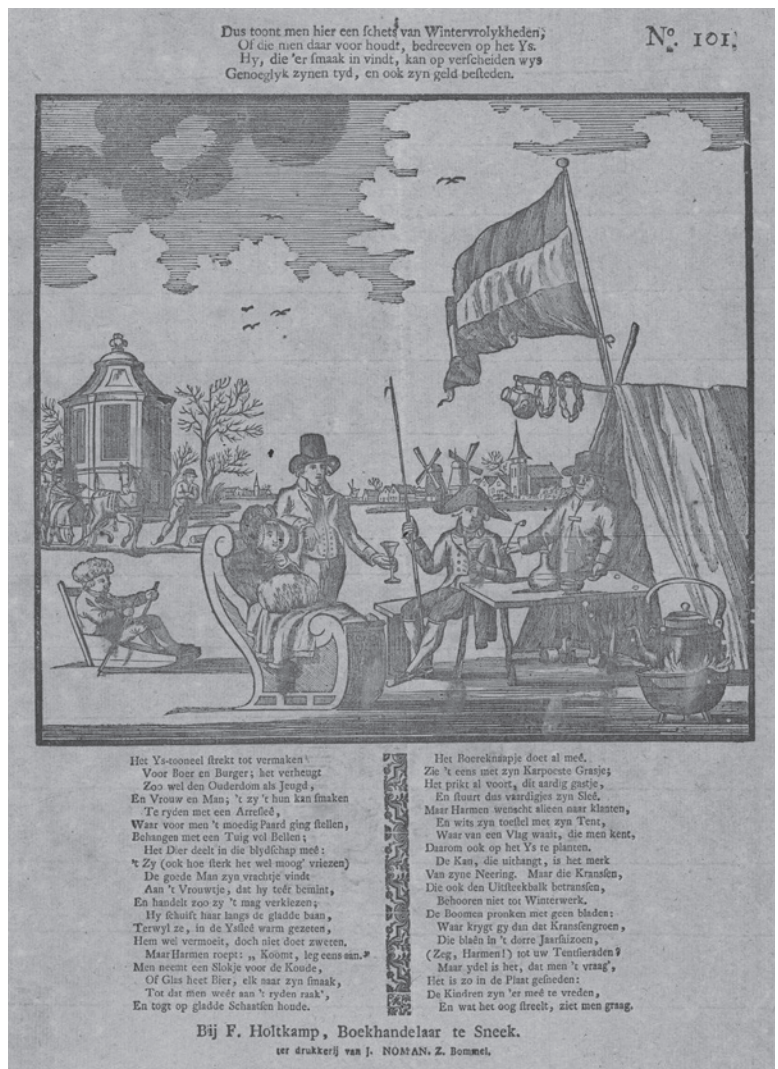 Dus toont men hier een ſchets van Wintervrolykheden;
Of die men daar voor houdt, bedreeven op het Ys.
Hy, die 'er ſmaak in vindt, kan op verſcheiden wys
Genoeglyk zynen tyd, en ook zyn geld beſteden.
No. 101.
Het Ys-tooneel ſtrekt tot vermaken
Voor Boer en Burger; het verheugt
Zoo wel den Ouderdom als Jeugd,
En Vrouw en Man; 't zy 't hun kan ſmaken
Te ryden met een Arreſleê,
Waar voor men 't moedig Paard ging ſtellen,
Behangen met een Tuig vol Bellen;
Het Dier deelt in die blydſchap meê:
't Zy (ook hoe ſterk het wel moog' vriezen)
De goede Man zyn vrachtje vindt
Aan 't Vrouwtje, dat hy teêr bemint,
En handelt zoo zy 't mag verkiezen;
Hy ſchuift haar langs de gladde baan,
Terwyl ze, in de Ysſleê warm gezeten,
Hem wel vermoeit, doch niet doet zweten.
Maar Harmen roept: „ Koomt, leg eens aan.”
Men neemt een Slokje voor de Koude,
Of Glas heet Bier, elk naar zyn ſmaak,
Tot dat men weêr aan 't ryden raak',
En togt op gladde Schaatſen houde.
Het Boereknaapje doet al meê.
Zie 't eens met zyn Karpoeste Grasje;
Het prikt al voort, dit aardig gastje,
En ſtuurt dus vaardigjes zyn Sleê.
Maar Harmen wenscht alleen naar klanten,
En wits zyn toeſtel met zyn Tent,
Waar van een Vlag waait, die men kent,
Daarom ook op het Ys te planten.
De Kan, die uithangt, is het merk
Van zyne Neering. Maar die Kransſen,
Die ook den Uitſteekbalk betransſen,
Behooren niet tot Winterwerk.
De Boomen pronken met geen bladen:
Waar krygt gy dan dat Kransſengroen,
Die blaên in 't dorre Jaarſaizoen,
(Zeg, Harmen!) tot uw Tentſieraden?
Maar ydel is het, dat men 't vraag',
Het is zo in de Plaat geſneden:
De Kindren zyn 'er meê te vreden,
En wat het oog ſtreelt, ziet men graag.
Bij F. Holtkamp, Boekhandelaar te Sneek.
ter drukkerij van J. NOMAN. Z. Bommel.